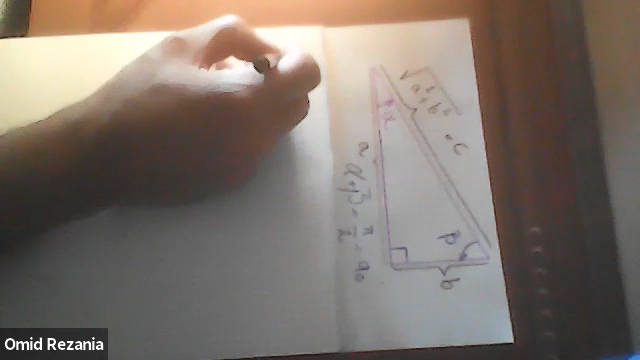 √a²+b² = c
α
a
β
b
α+β = π/2 = 90
Omid Rezania